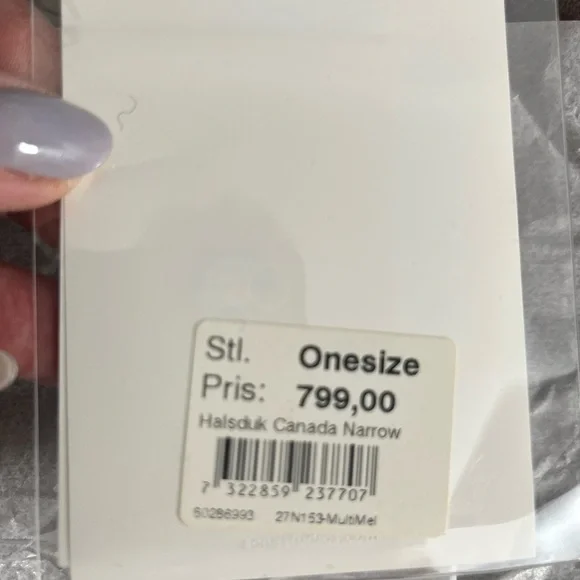 Stl. Onesize
Pris: 799,00
Halsduk Canada Narrow
7 322859 237707
60286993 27N153-MultiMel